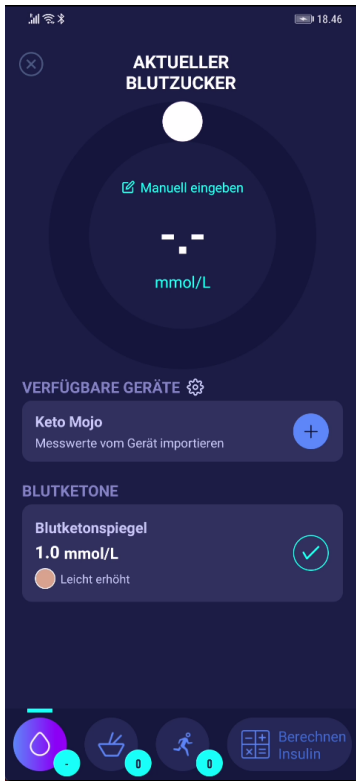 18.46
AKTUELLER
BLUTZUCKER
Manuell eingeben
-.-
mmol/L
VERFÜGBARE GERÄTE
Keto Mojo
Messwerte vom Gerät importieren
BLUTKETONE
Blutketonspiegel
1.0 mmol/L
Leicht erhöht
-
0
0
Berechnen
Insulin